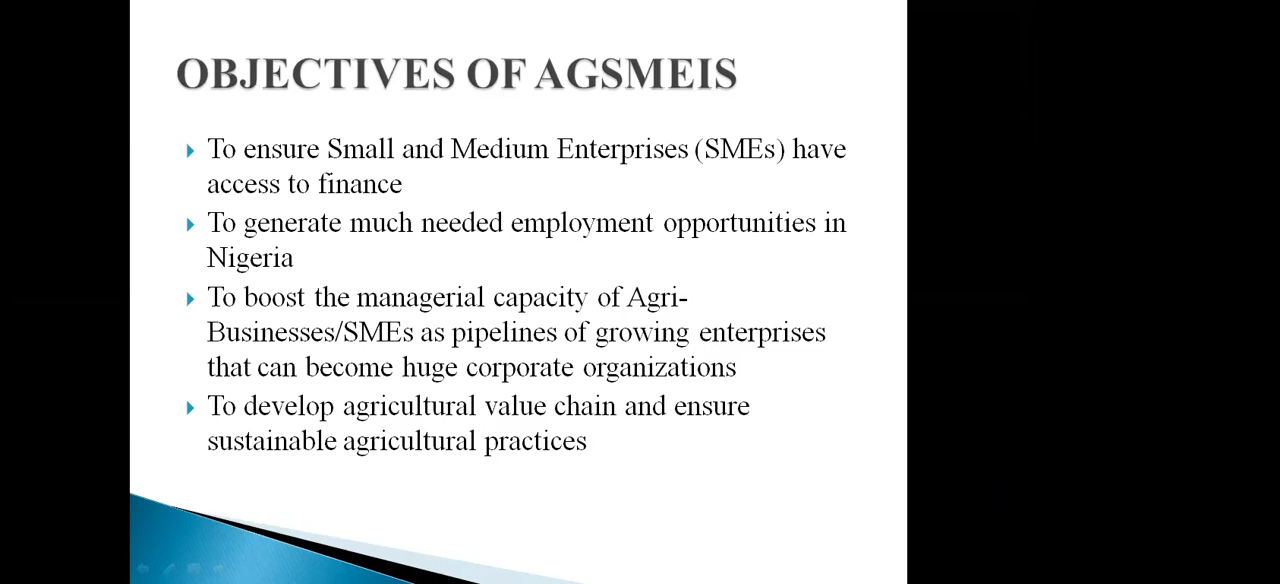 OBJECTIVES OF AGSMEIS
To ensure Small and Medium Enterprises (SMEs) have
access to finance
To generate much needed employment opportunities in
Nigeria
To boost the managerial capacity of Agri-
Businesses/SMEs as pipelines of growing enterprises
that can become huge corporate organizations
To develop agricultural value chain and ensure
sustainable agricultural practices